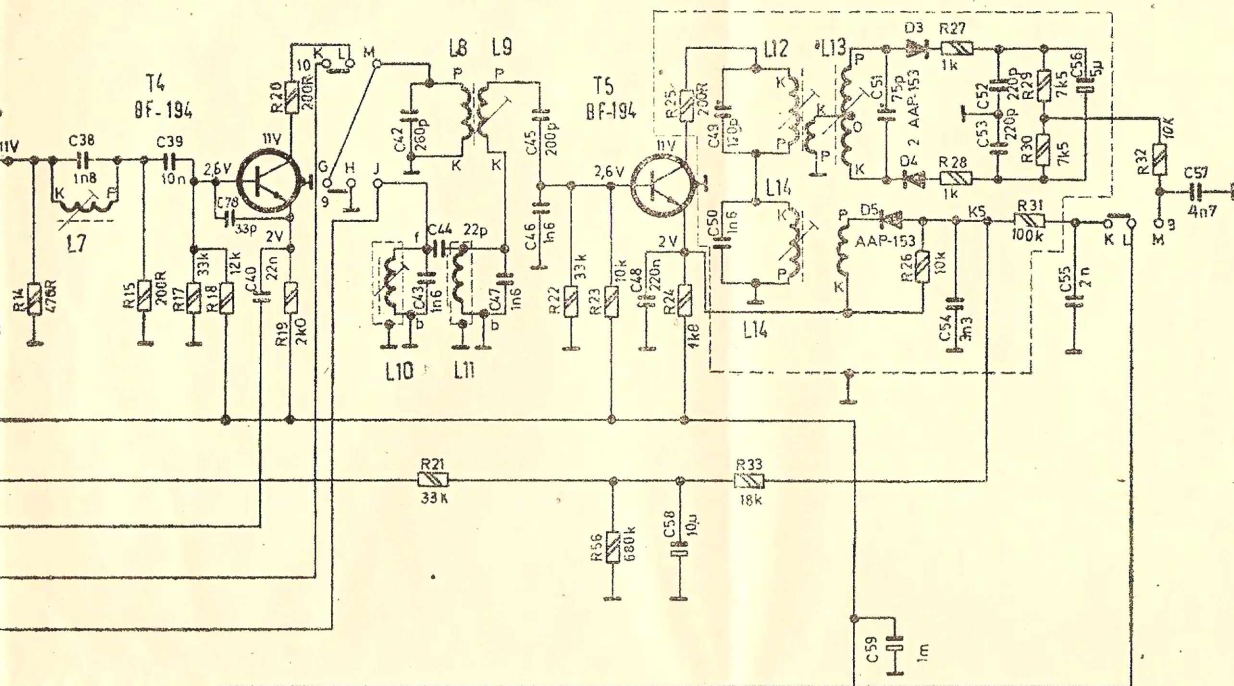 T4
BF-194
11V
C38
1n8
K
P
L7
R14
470R
C39
10n
R15
200R
2,6V
11V
C78
33p
2V
R17
33k
R18
12k
C40
22n
R19
2k0
R20
200R
K
L
M
10
G
H
J
9
L8
L9
P
P
C42
260p
K
K
C45
200p
f
C44
22p
C43
1n6
C47
1n6
b
b
L10
L11
C46
1n6
T5
BF-194
11V
2,6V
2V
R22
33k
R23
10k
C48
220n
R24
1k8
R25
200R
L12
L13
K
P
C49
K
P
P
O
K
C51
75p
D3
AAP-153
2
D4
R27
1k
R28
1k
C52
220p
C53
220p
R29
7k5
R30
7k5
C56
5µ
10k
R32
C57
4n7
L14
C50
1n6
K
P
L14
P
K
D5
AAP-153
R26
10k
K5
R31
100k
C54
3n3
C55
2n
K
L
M
9
R21
33k
R33
18k
R56
680k
C58
10µ
C59
1m